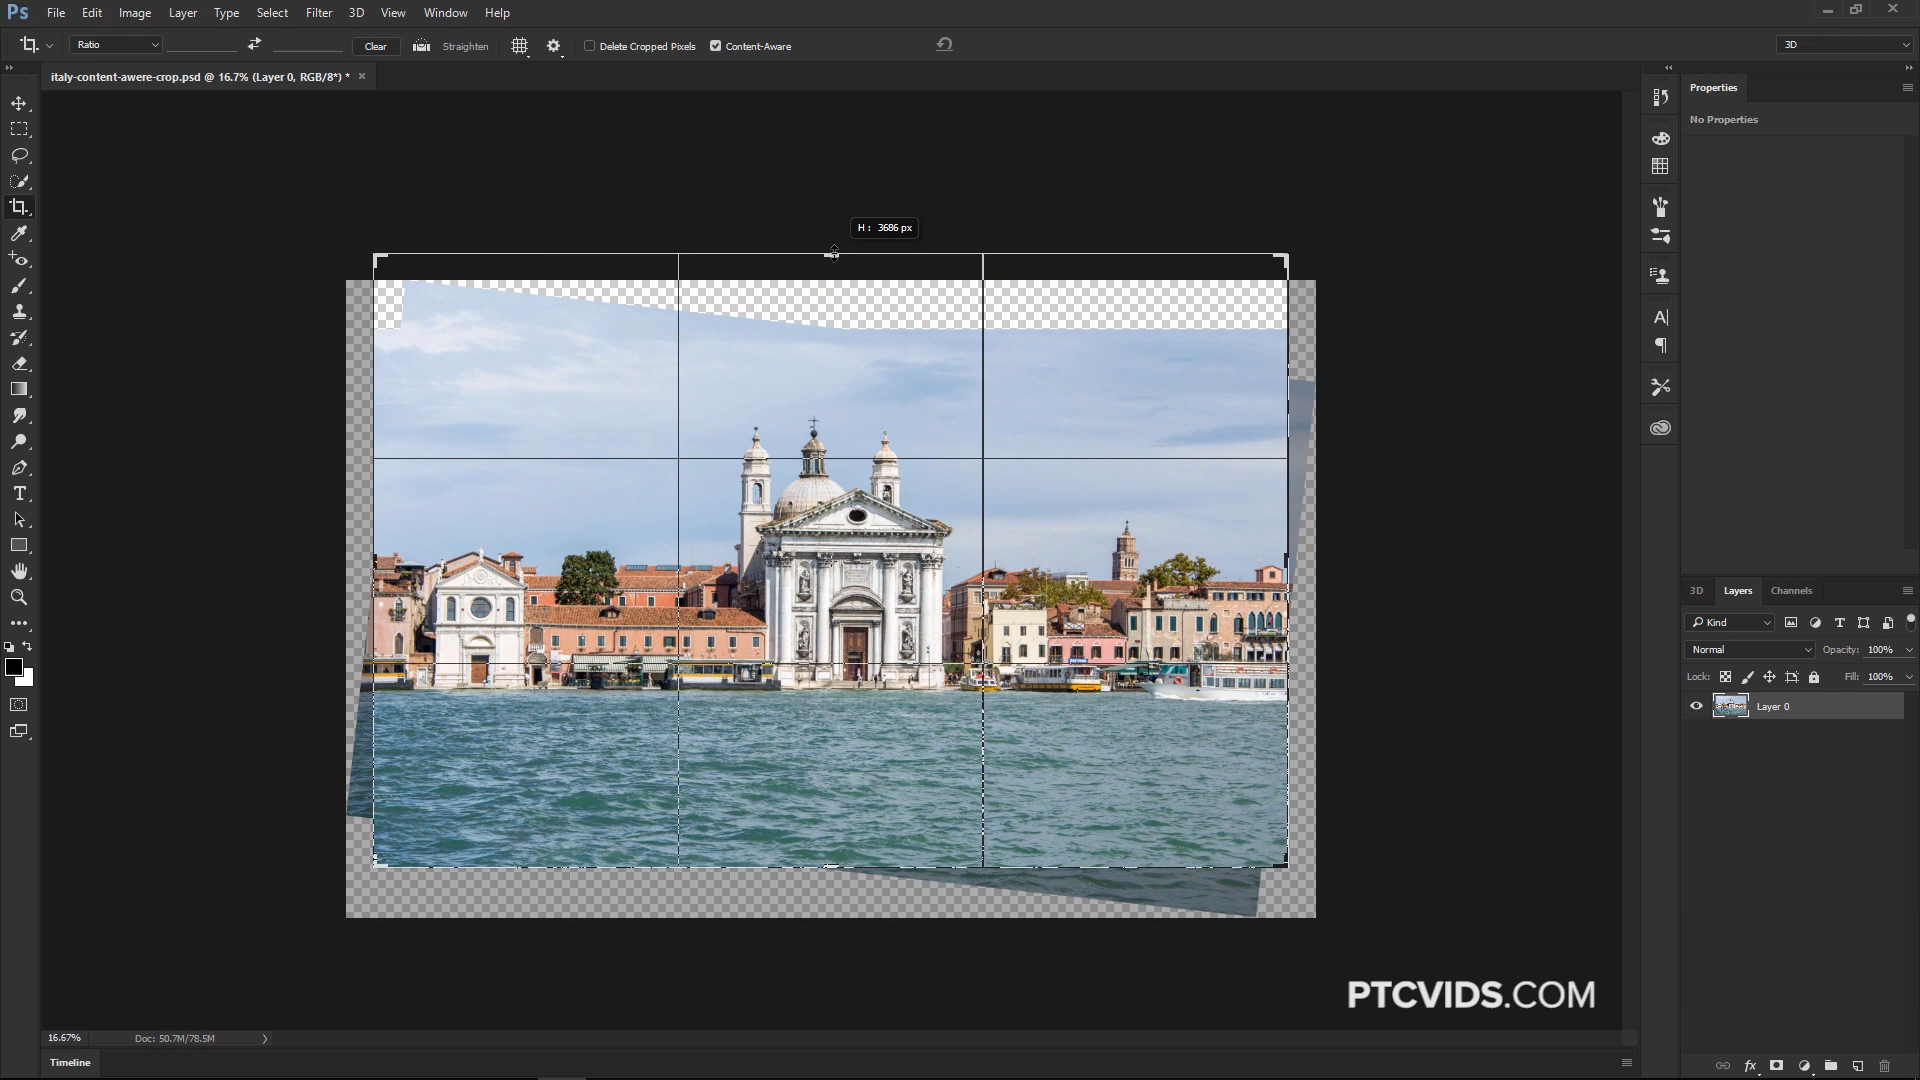 Ps File Edit Image Layer Type Select Filter 3D View Window Help
Ratio Clear Straighten Delete Cropped Pixels Content-Aware 3D
italy-content-awere-crop.psd @ 16.7% (Layer 0, RGB/8*) * ×
Properties
No Properties
H : 3686 px
3D Layers Channels
Kind
Normal Opacity: 100%
Lock: Fill: 100%
Layer 0
PTCVIDS.COM
16.67% Doc: 50.7M/78.5M
Timeline